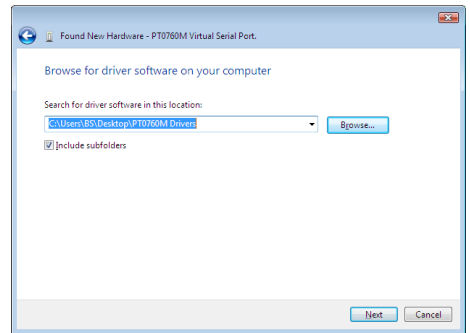 Found New Hardware - PT0760M Virtual Serial Port.
Browse for driver software on your computer
Search for driver software in this location:
C:\Users\BS\Desktop\PT0760M Drivers
Browse...
Include subfolders
Next Cancel